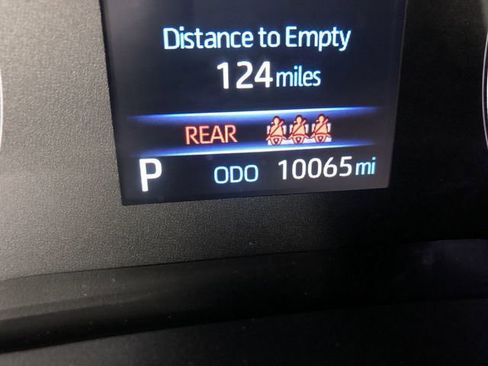 Distance to Empty
124 miles
REAR
P ODO 10065 mi